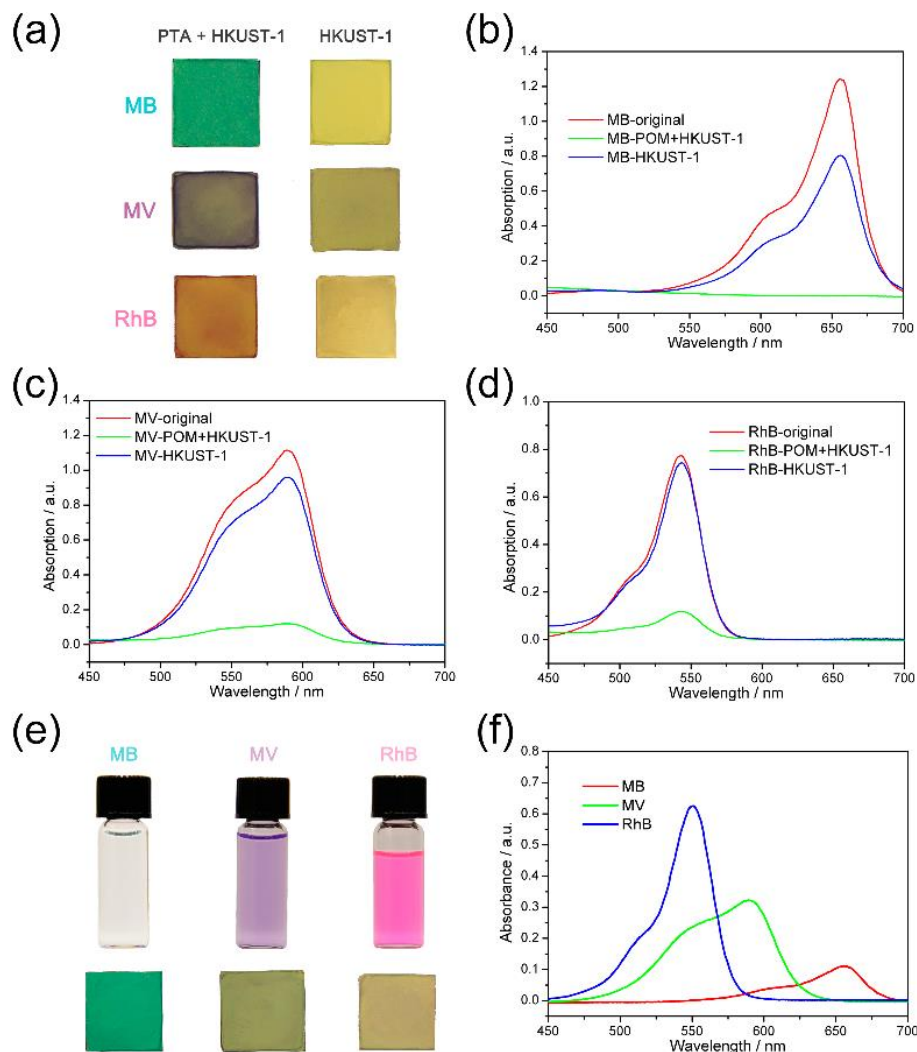 (a)
PTA + HKUST-1 HKUST-1
MB
MV
RhB
(b)
MB-original
MB-POM+HKUST-1
MB-HKUST-1
Absorption / a.u.
1.4
1.2
1.0
0.8
0.6
0.4
0.2
0.0
450 500 550 600 650 700
Wavelength / nm
(c)
MV-original
MV-POM+HKUST-1
MV-HKUST-1
Absorption / a.u.
1.4
1.2
1.0
0.8
0.6
0.4
0.2
0.0
450 500 550 600 650 700
Wavelength / nm
(d)
RhB-original
RhB-POM+HKUST-1
RhB-HKUST-1
Absorption / a.u.
1.0
0.8
0.6
0.4
0.2
0.0
450 500 550 600 650 700
Wavelength / nm
(e)
MB MV RhB
(f)
MB
MV
RhB
Absorbance / a.u.
0.8
0.7
0.6
0.5
0.4
0.3
0.2
0.1
0.0
450 500 550 600 650 700
Wavelength / nm